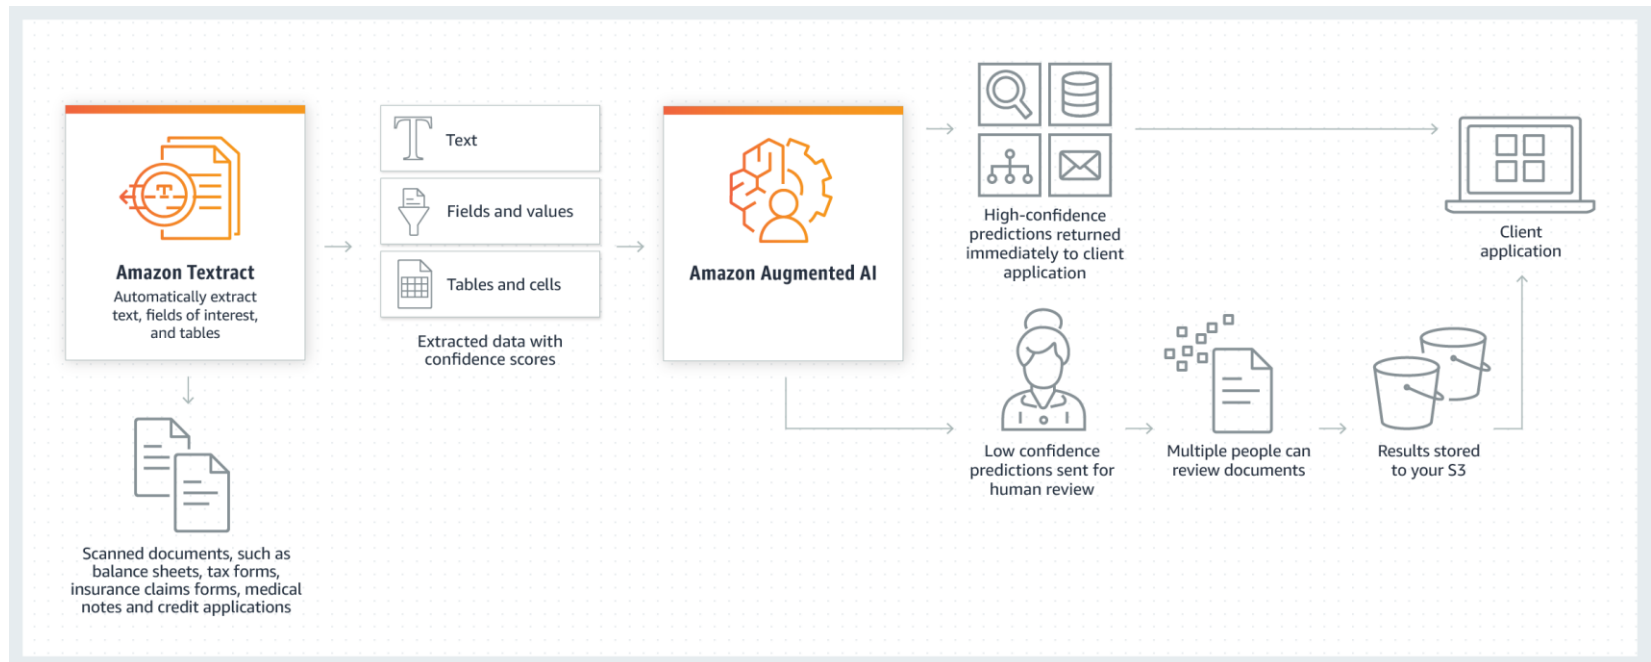 Amazon Textract
Automatically extract
text, fields of interest,
and tables
Scanned documents, such as
balance sheets, tax forms,
insurance claims forms, medical
notes and credit applications
T
Text
Fields and values
Tables and cells
Extracted data with
confidence scores
Amazon Augmented AI
High-confidence
predictions returned
immediately to client
application
Low confidence
predictions sent for
human review
Multiple people can
review documents
Results stored
to your S3
Client
application